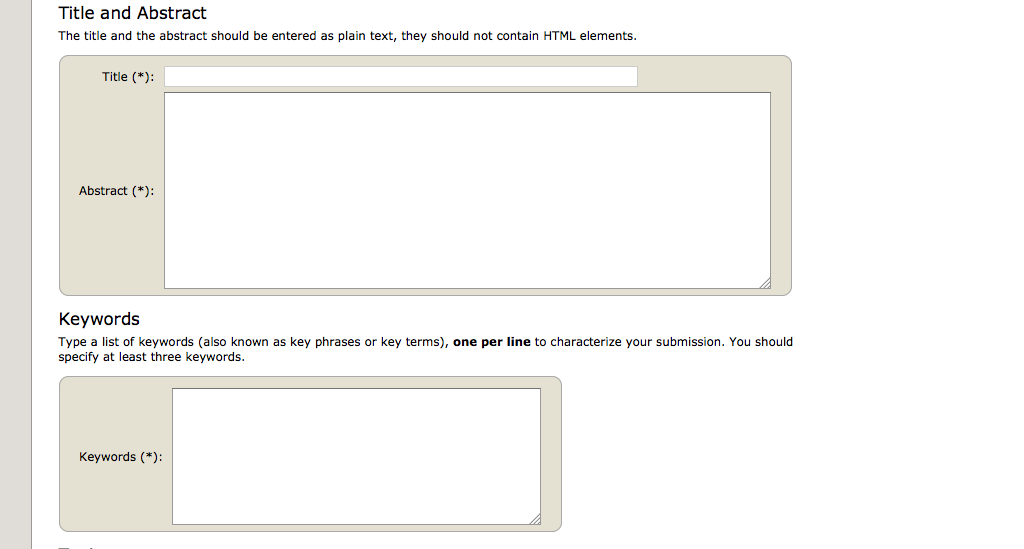 Title and Abstract
The title and the abstract should be entered as plain text, they should not contain HTML elements.
Title (*):
Abstract (*):
Keywords
Type a list of keywords (also known as key phrases or key terms), one per line to characterize your submission. You should
specify at least three keywords.
Keywords (*):